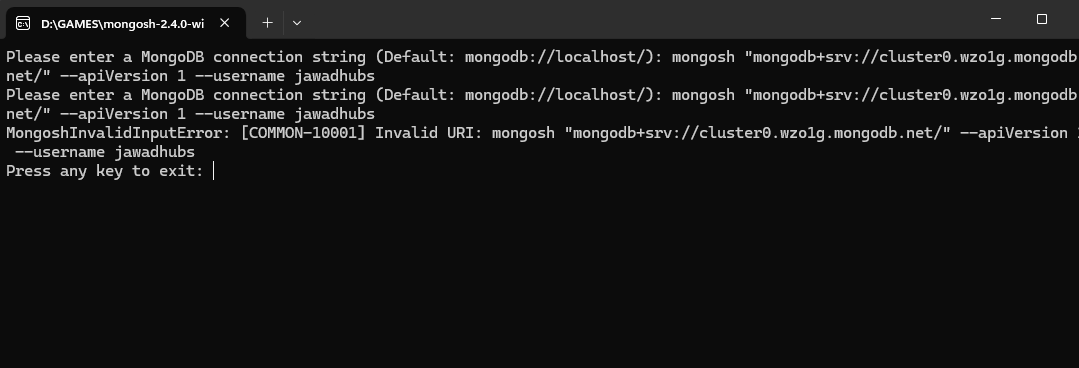 D:\GAMES\mongosh-2.4.0-wi
Please enter a MongoDB connection string (Default: mongodb://localhost/): mongosh "mongodb+srv://cluster0.wzo1g.mongodb
net/" --apiVersion 1 --username jawadhubs
Please enter a MongoDB connection string (Default: mongodb://localhost/): mongosh "mongodb+srv://cluster0.wzo1g.mongodb
net/" --apiVersion 1 --username jawadhubs
MongoshInvalidInputError: [COMMON-10001] Invalid URI: mongosh "mongodb+srv://cluster0.wzo1g.mongodb.net/" --apiVersion 1
--username jawadhubs
Press any key to exit: